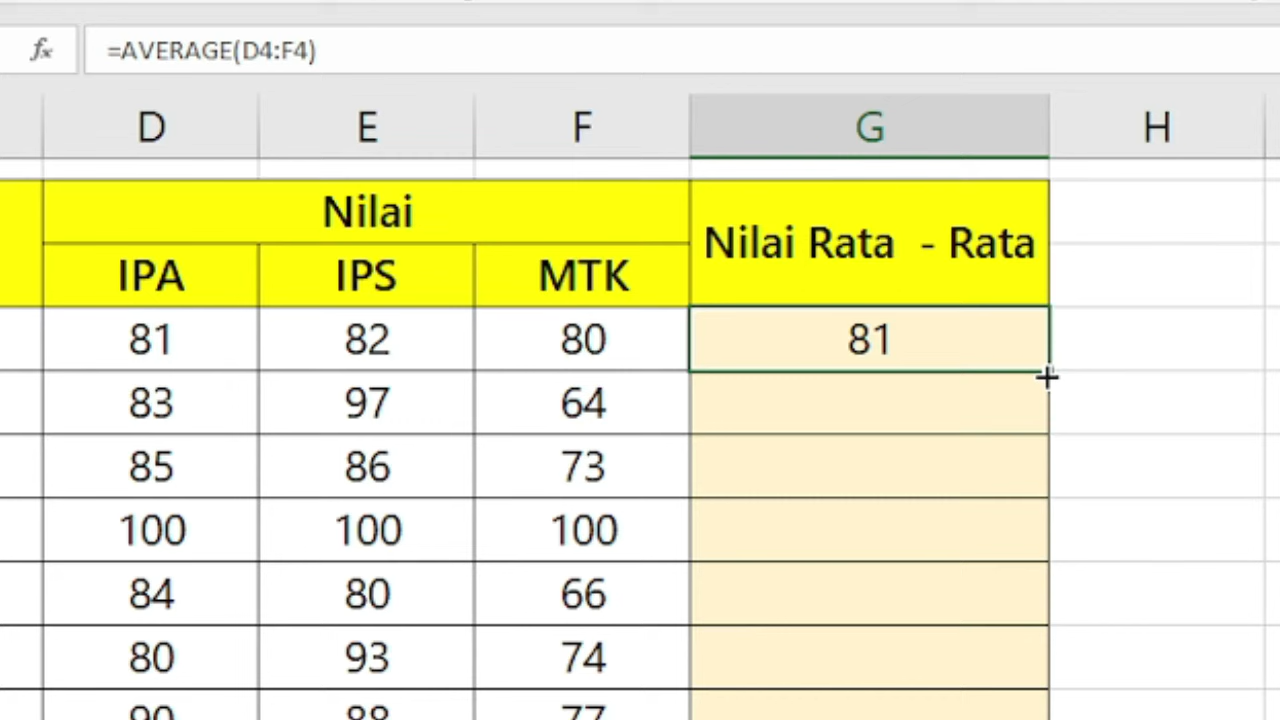 fx =AVERAGE(D4:F4)
D E F G H
Nilai
Nilai Rata - Rata
IPA IPS MTK
81 82 80 81
83 97 64
85 86 73
100 100 100
84 80 66
80 93 74
90 88 77